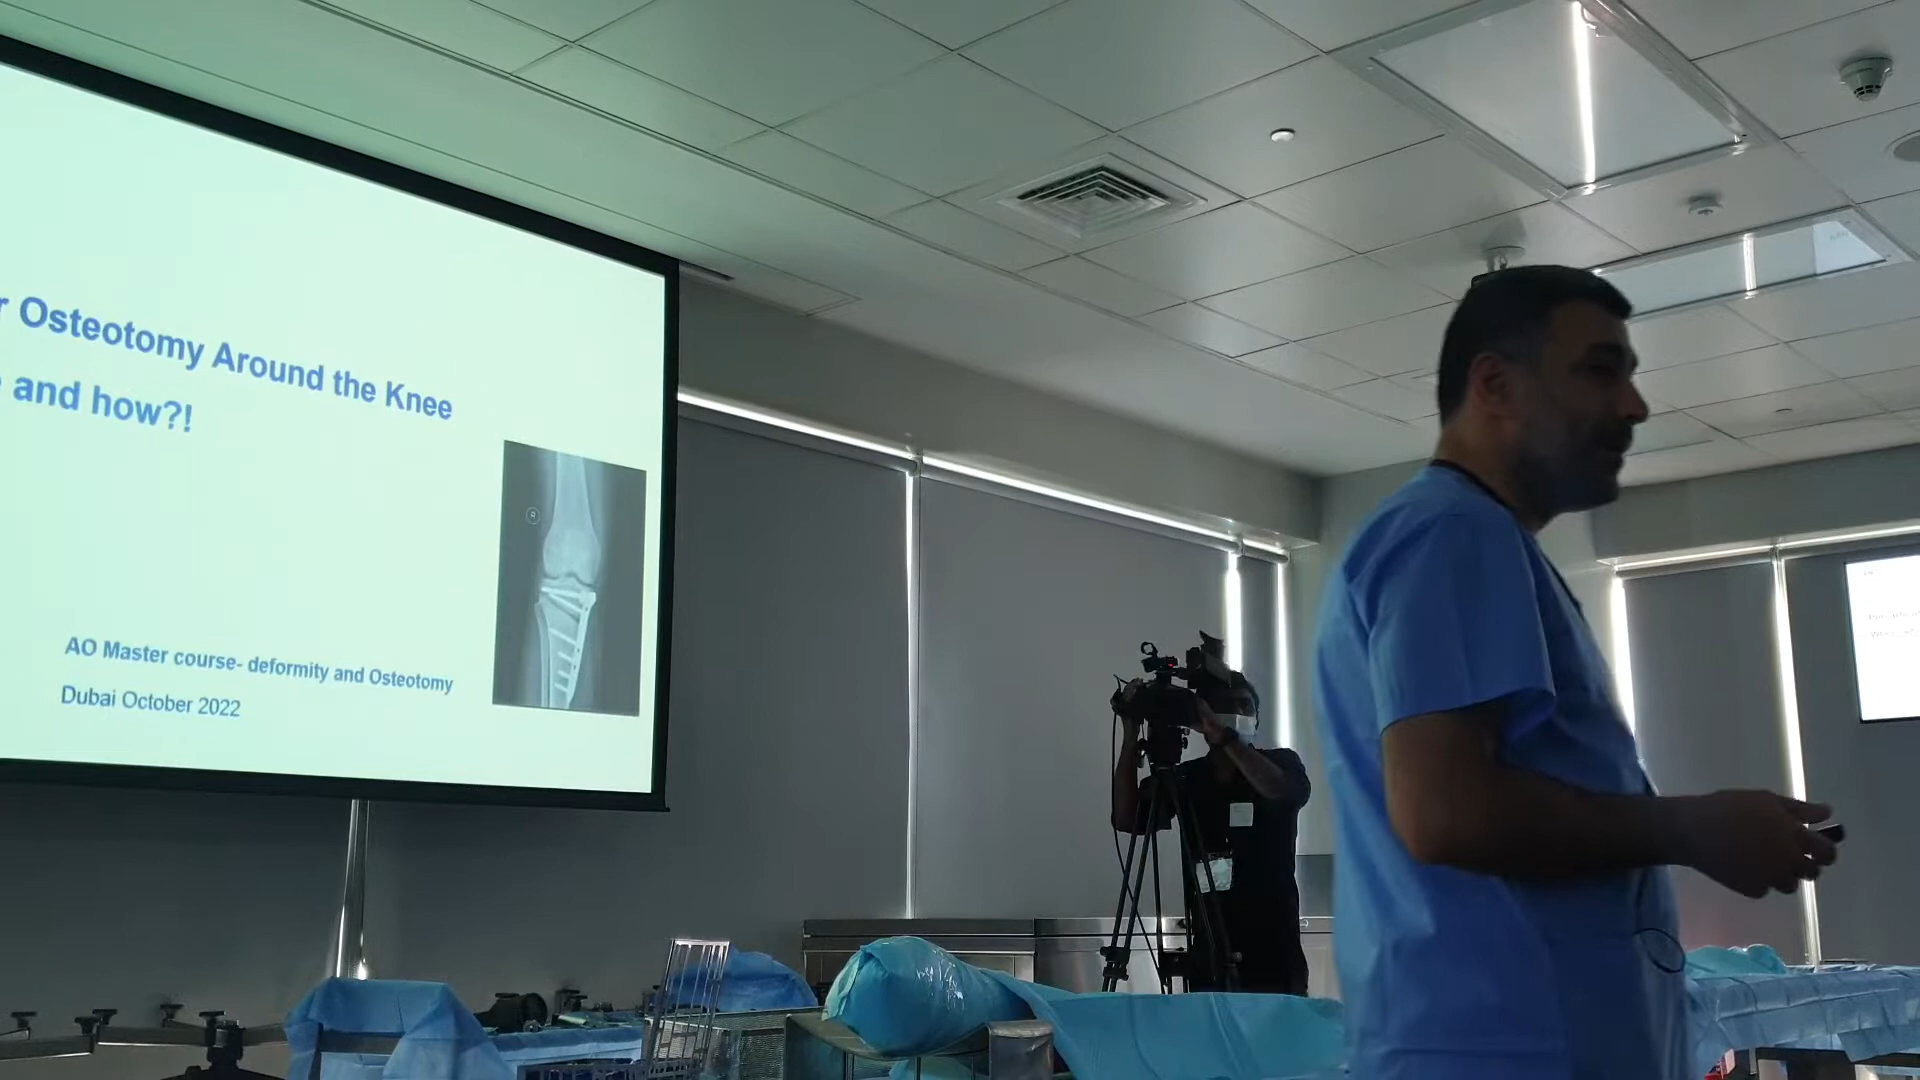 r Osteotomy Around the Knee
and how?!
R
AO Master course- deformity and Osteotomy
Dubai October 2022